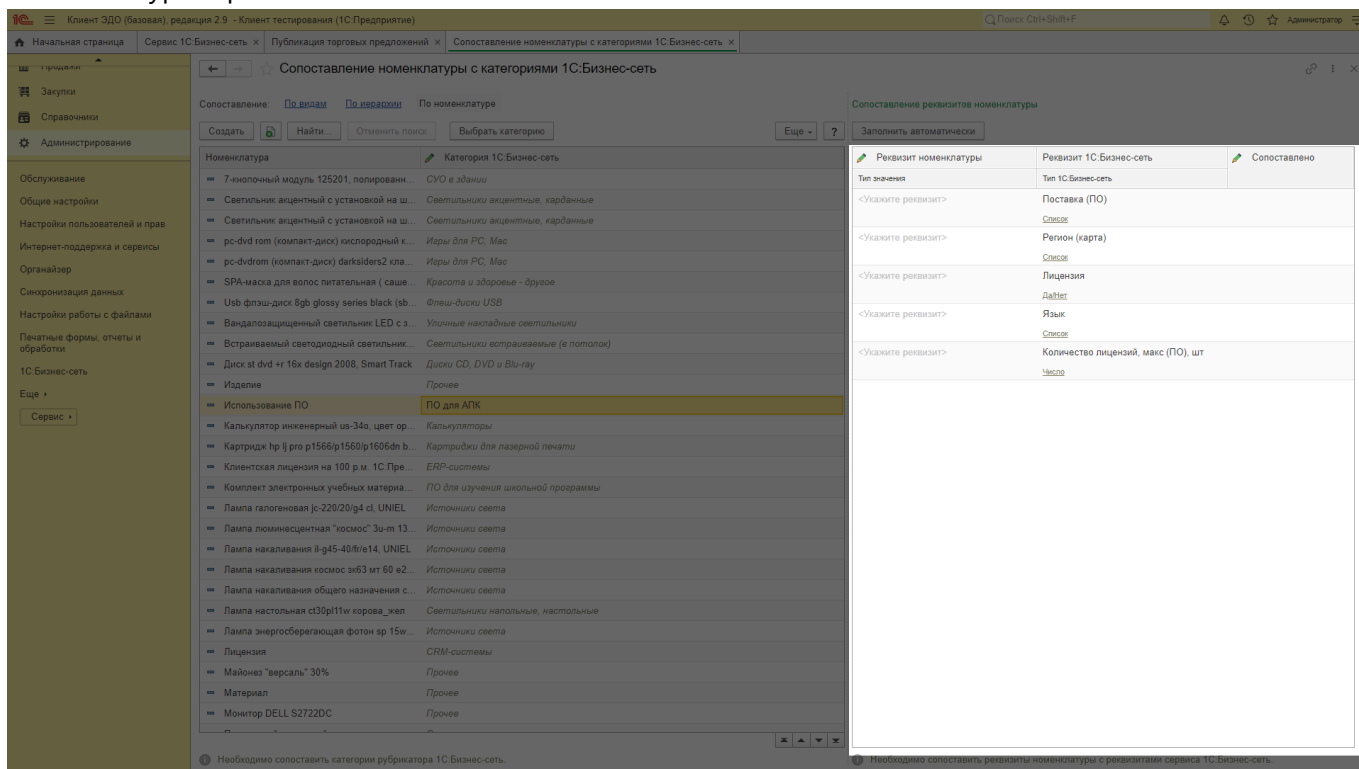 Клиент ЭДО (базовая), редакция 2.9 - Клиент тестирования (1С:Предприятие)
Поиск Ctrl+Shift+F
Администратор
Начальная страница
Сервис 1С:Бизнес-сеть ×
Публикация торговых предложений ×
Сопоставление номенклатуры с категориями 1С:Бизнес-сеть ×
Продажи
Закупки
Справочники
Администрирование
Обслуживание
Общие настройки
Настройки пользователей и прав
Интернет-поддержка и сервисы
Органайзер
Синхронизация данных
Настройки работы с файлами
Печатные формы, отчеты и
обработки
1С:Бизнес-сеть
Еще
Сервис
Сопоставление номенклатуры с категориями 1С:Бизнес-сеть
Сопоставление: По видам По иерархии По номенклатуре
Создать Найти... Отменить поиск Выбрать категорию Еще ?
Номенклатура Категория 1С:Бизнес-сеть
7-кнопочный модуль 125201, полированн... СУО в здании
Светильник акцентный с установкой на ш... Светильники акцентные, карданные
Светильник акцентный с установкой на ш... Светильники акцентные, карданные
pc-dvd rom (компакт-диск) кислородный к... Игры для PC, Mac
pc-dvdrom (компакт-диск) darksiders2 кла... Игры для PC, Mac
SPA-маска для волос питательная ( саше... Красота и здоровье - другое
Usb флэш-диск 8gb glossy series black (sb... Флеш-диски USB
Вандалозащищенный светильник LED с з... Уличные накладные светильники
Встраиваемый светодиодный светильник... Светильники встраиваемые (в потолок)
Диск st dvd +r 16x design 2008, Smart Track Диски CD, DVD и Blu-ray
Изделие Прочее
Использование ПО ПО для АПК
Калькулятор инженерный us-34o, цвет ор... Калькуляторы
Картридж hp lj pro p1566/p1560/p1606dn b... Картриджи для лазерной печати
Клиентская лицензия на 100 р.м. 1С:Пре... ERP-системы
Комплект электронных учебных материа... ПО для изучения школьной программы
Лампа галогеновая jc-220/20/g4 cl, UNIEL Источники света
Лампа люминесцентная "космос" 3u-m 13... Источники света
Лампа накаливания il-g45-40/fr/e14, UNIEL Источники света
Лампа накаливания космос зк63 мт 60 е2... Источники света
Лампа накаливания общего назначения с... Источники света
Лампа настольная ct30pl11w корова_жел Светильники напольные, настольные
Лампа энергосберегающая фотон sp 15w... Источники света
Лицензия CRM-системы
Майонез "версаль" 30% Прочее
Материал Прочее
Монитор DELL S2722DC Прочее
Необходимо сопоставить категории рубрикатора 1С:Бизнес-сеть.
Сопоставление реквизитов номенклатуры
Заполнить автоматически
Реквизит номенклатуры Реквизит 1С:Бизнес-сеть Сопоставлено
Тип значения Тип 1С:Бизнес-сеть
<Укажите реквизит> Поставка (ПО)
Список
<Укажите реквизит> Регион (карта)
Список
<Укажите реквизит> Лицензия
Да/Нет
<Укажите реквизит> Язык
Список
<Укажите реквизит> Количество лицензий, макс (ПО), шт
Число
Необходимо сопоставить реквизиты номенклатуры с реквизитами сервиса 1С:Бизнес-сеть.